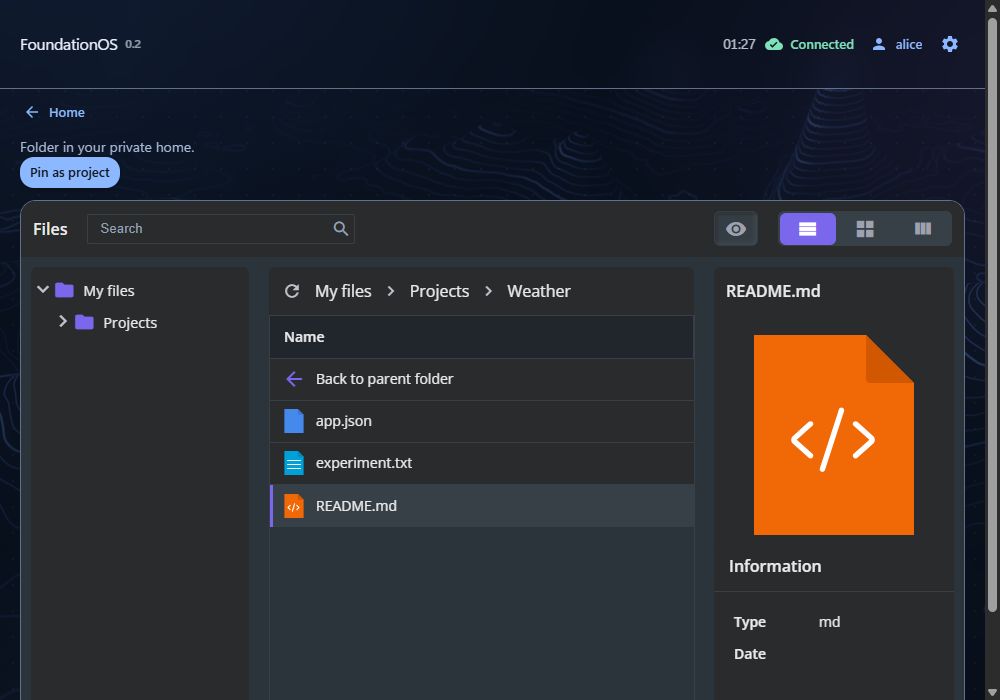 FoundationOS 0.2
01:27 Connected alice
Home
Folder in your private home.
Pin as project
Files
Search
My files
Projects
My files Projects Weather
Name
Back to parent folder
app.json
experiment.txt
README.md
README.md
</>
Information
Type md
Date